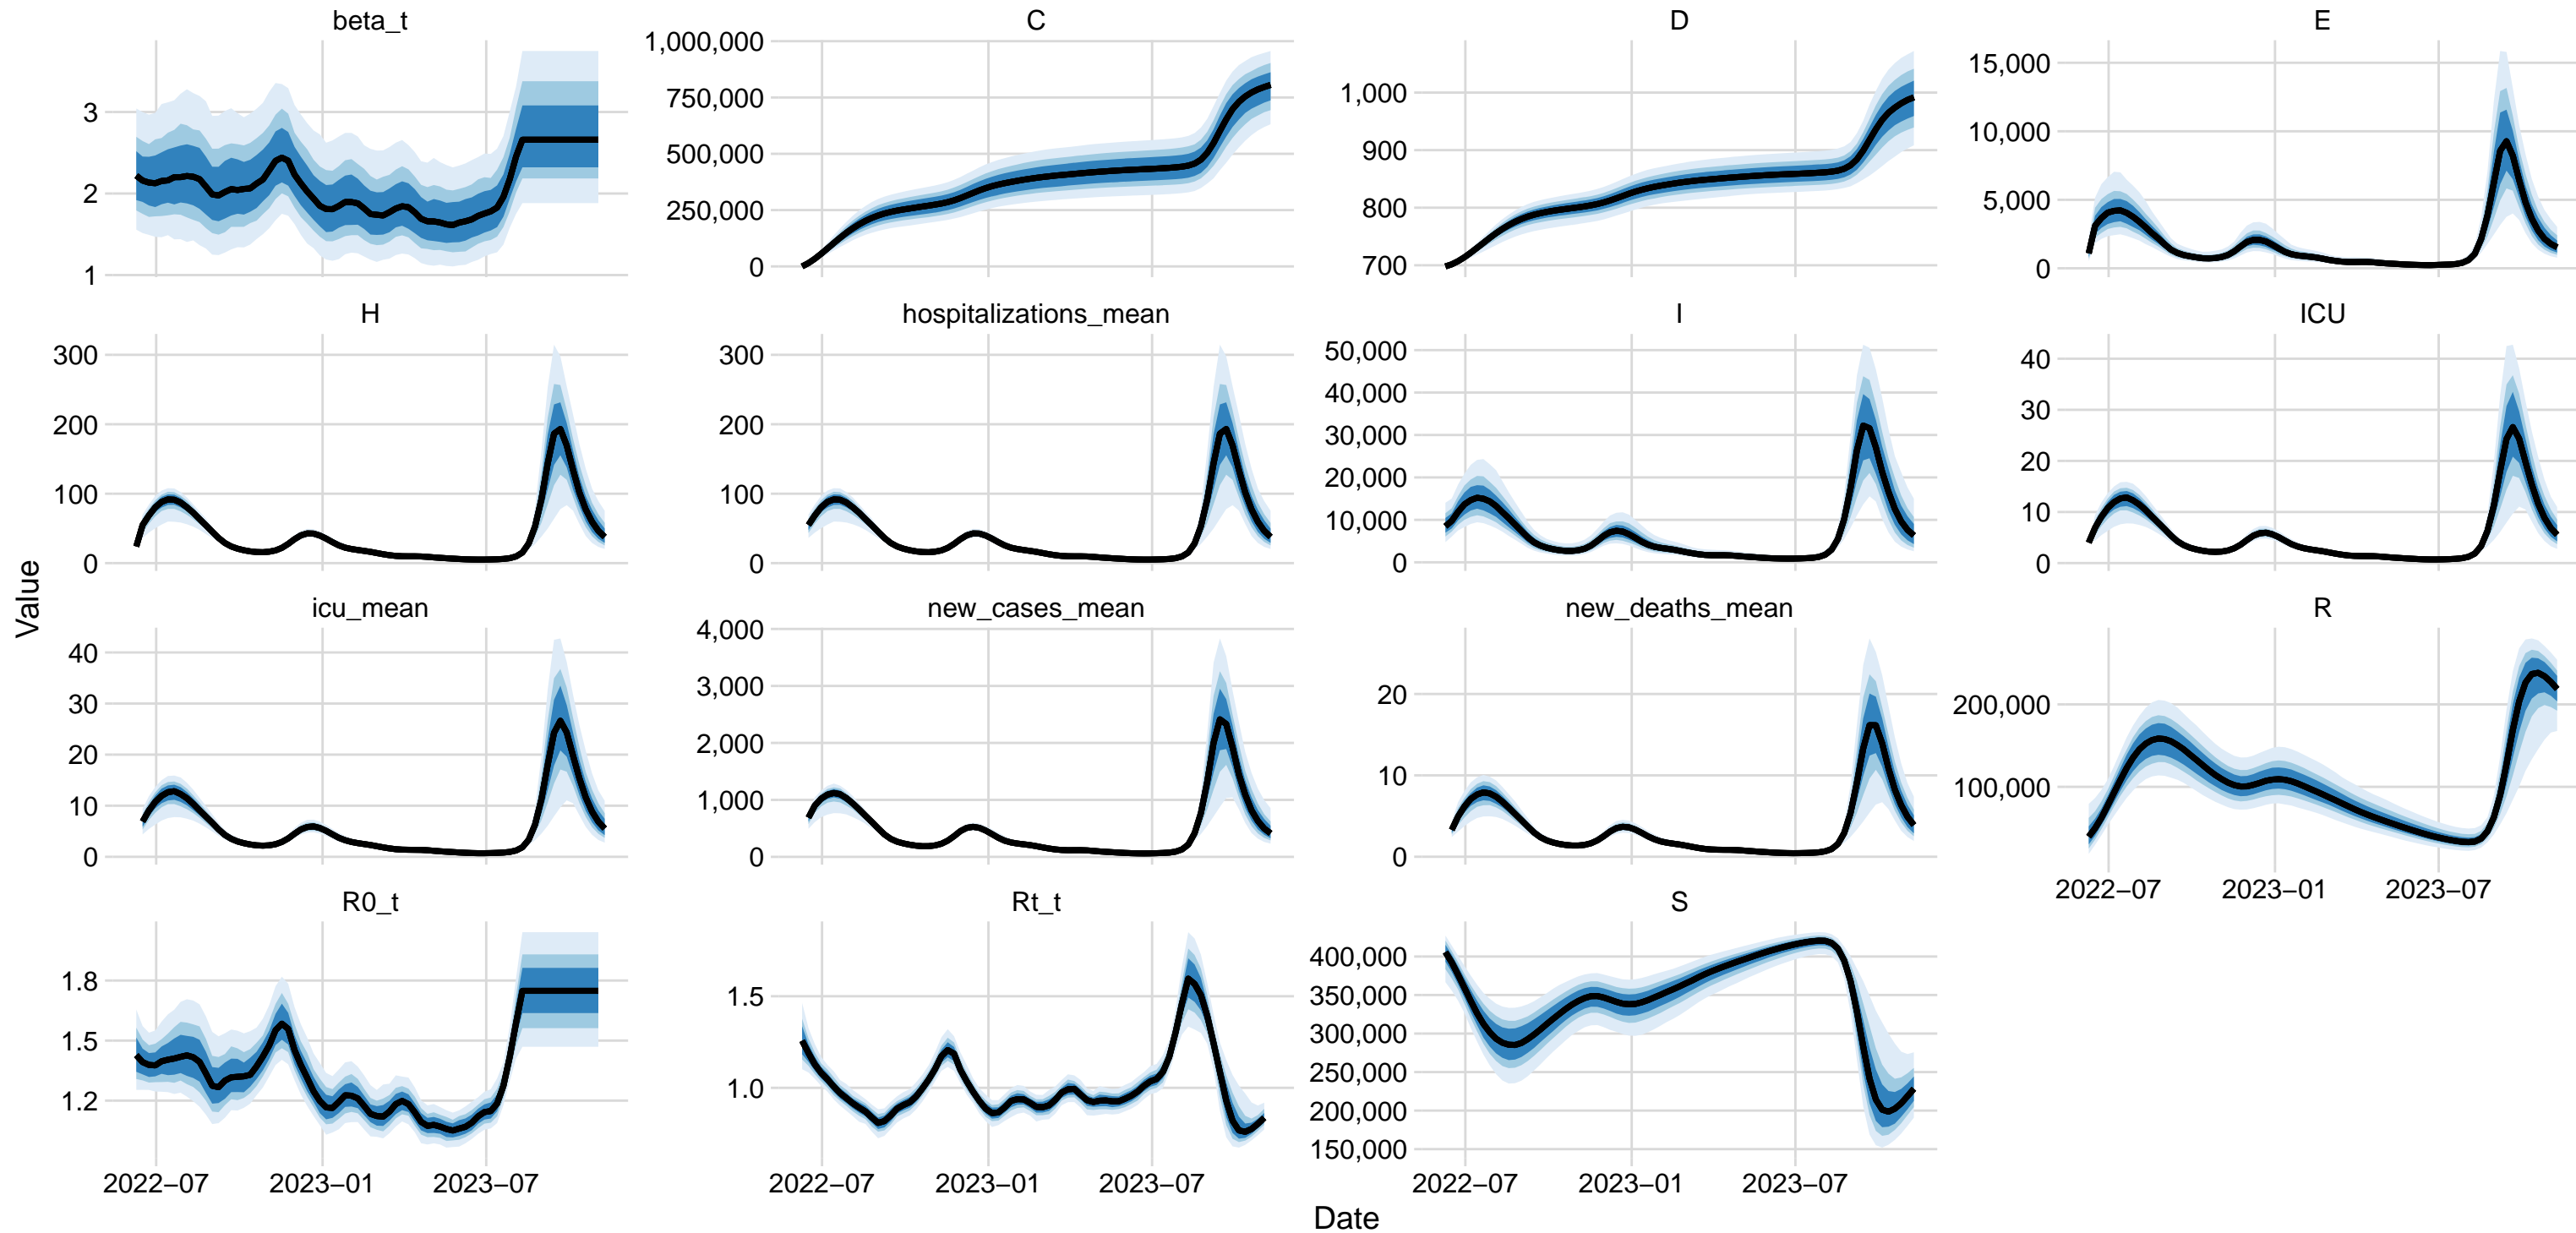 beta_t
3
2
1
C
1,000,000
750,000
500,000
250,000
0
D
1,000
900
800
700
E
15,000
10,000
5,000
0
H
300
200
100
0
hospitalizations_mean
300
200
100
0
I
50,000
40,000
30,000
20,000
10,000
0
ICU
40
30
20
10
0
icu_mean
40
30
20
10
0
new_cases_mean
4,000
3,000
2,000
1,000
0
new_deaths_mean
20
10
0
R
200,000
100,000
2022−07 2023−01 2023−07
R0_t
1.8
1.5
1.2
2022−07 2023−01 2023−07
Rt_t
1.5
1.0
2022−07 2023−01 2023−07
S
400,000
350,000
300,000
250,000
200,000
150,000
2022−07 2023−01 2023−07
Value
Date